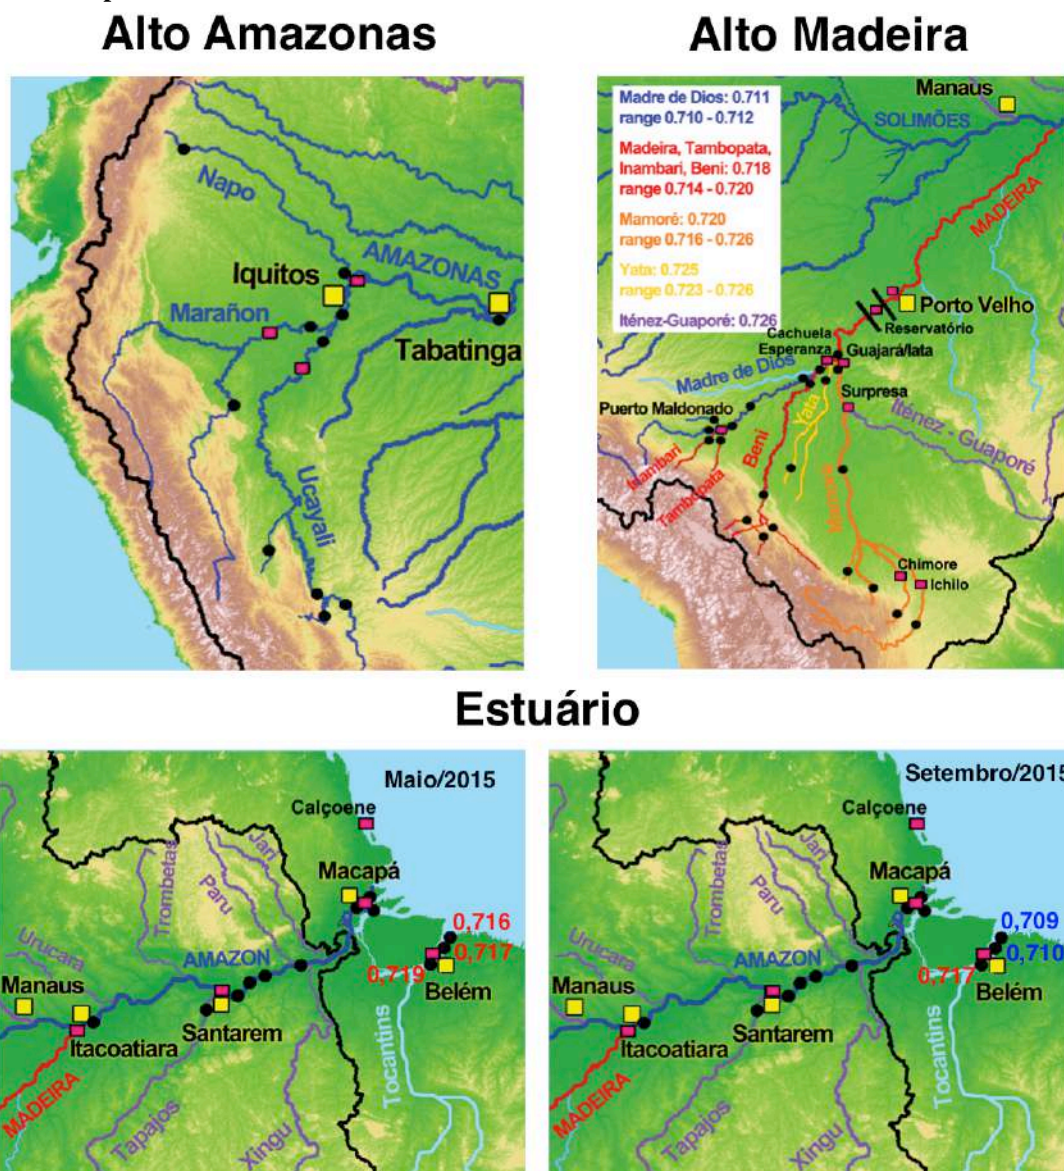 Alto Amazonas
Napo
AMAZONAS
Iquitos
Marañon
Tabatinga
Ucayali
Alto Madeira
Madre de Dios: 0.711
range 0.710 - 0.712
Madeira, Tambopata,
Inambari, Beni: 0.718
range 0.714 - 0.720
Mamoré: 0.720
range 0.716 - 0.726
Yata: 0.725
range 0.723 - 0.726
Iténez-Guaporé: 0.726
Manaus
SOLIMÕES
MADEIRA
Porto Velho
Reservatório
Cachuela
Esperanza
Guajará/Iata
Madre de Dios
Surpresa
Puerto Maldonado
Yata
Iténez - Guaporé
Beni
Inambari
Tambopata
Mamoré
Chimore
Ichilo
Estuário
Maio/2015
Calçoene
Jari
Trombetas
Paru
Macapá
0,716
Urucara
AMAZON
0,717
0,719
Manaus
Belém
Santarem
Itacoatiara
Tocantins
MADEIRA
Tapajos
Xingu
Setembro/2015
Calçoene
Jari
Trombetas
Paru
Macapá
0,709
Urucara
AMAZON
0,710
0,717
Manaus
Belém
Santarem
Itacoatiara
Tocantins
MADEIRA
Tapajos
Xingu